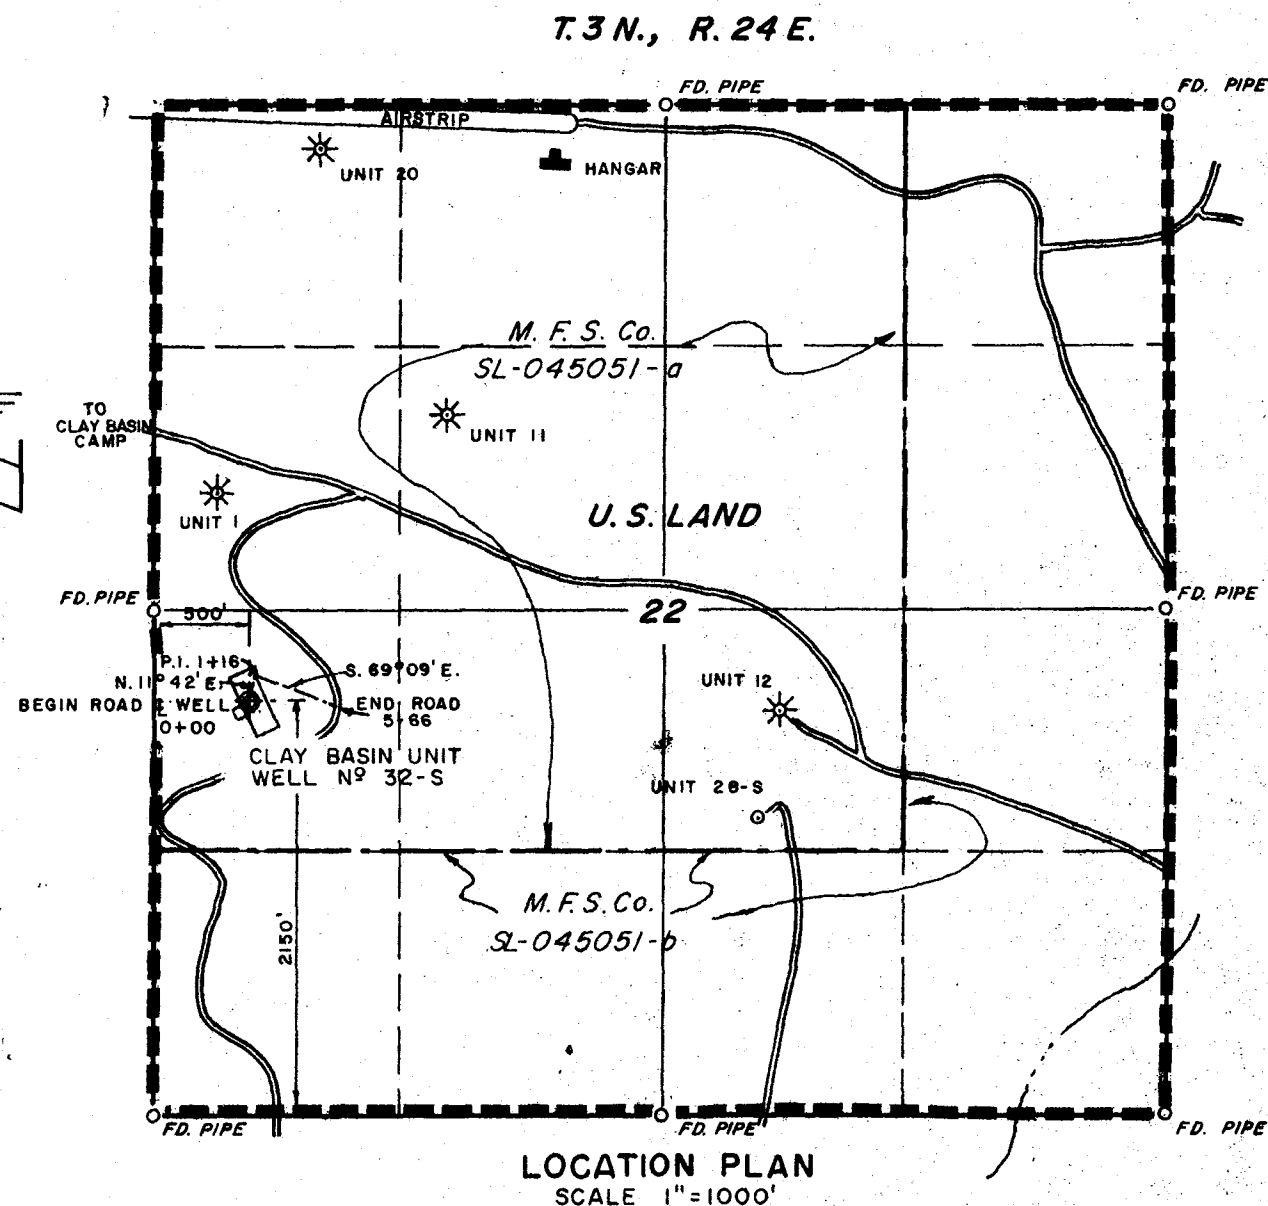 T. 3 N., R. 24 E.
FD. PIPE
FD. PIPE
AIRSTRIP
UNIT 20
HANGAR
M. F. S. Co.
SL-045051-a
TO
CLAY BASIN
CAMP
UNIT 11
UNIT 1
U. S. LAND
FD. PIPE
FD. PIPE
500'
22
P.I. 1+16
S. 69° 09' E.
N. 11° 42' E.
UNIT 12
BEGIN ROAD ℄ WELL
0+00
END ROAD
5+66
CLAY BASIN UNIT
WELL Nº 32-S
UNIT 28-S
M. F. S. Co.
SL-045051-b
2150'
FD. PIPE
FD. PIPE
FD. PIPE
LOCATION PLAN
SCALE 1"=1000'